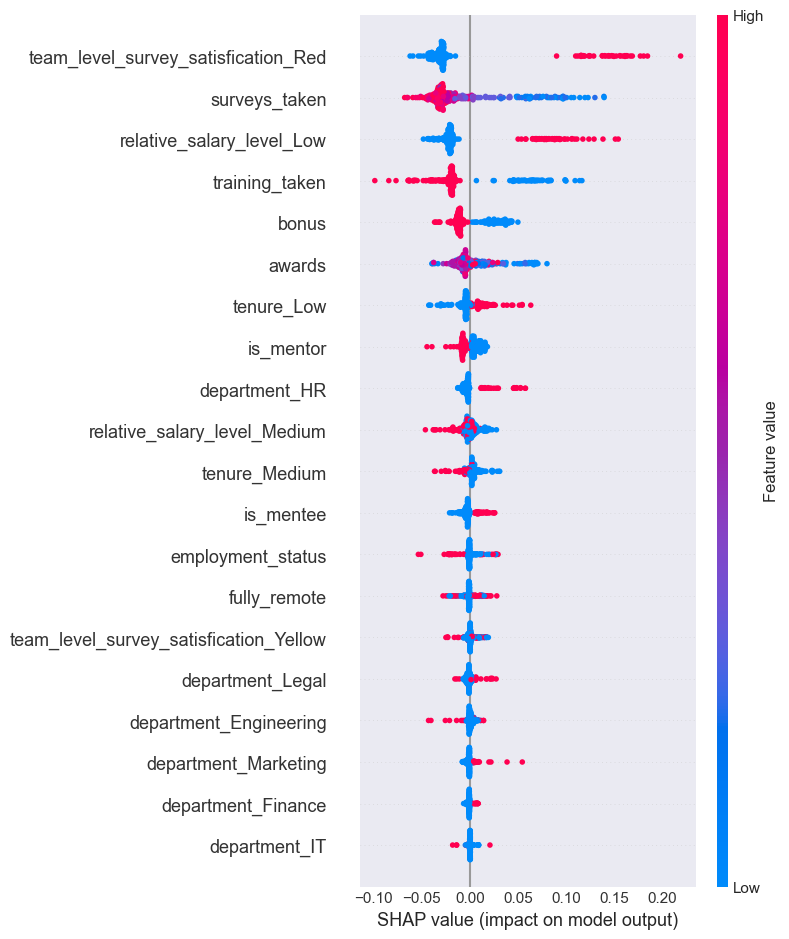 High
team_level_survey_satisfication_Red
surveys_taken
relative_salary_level_Low
training_taken
bonus
awards
tenure_Low
is_mentor
department_HR
relative_salary_level_Medium
tenure_Medium
is_mentee
employment_status
fully_remote
team_level_survey_satisfication_Yellow
department_Legal
department_Engineering
department_Marketing
department_Finance
department_IT
Feature value
Low
−0.10 −0.05 0.00 0.05 0.10 0.15 0.20
SHAP value (impact on model output)